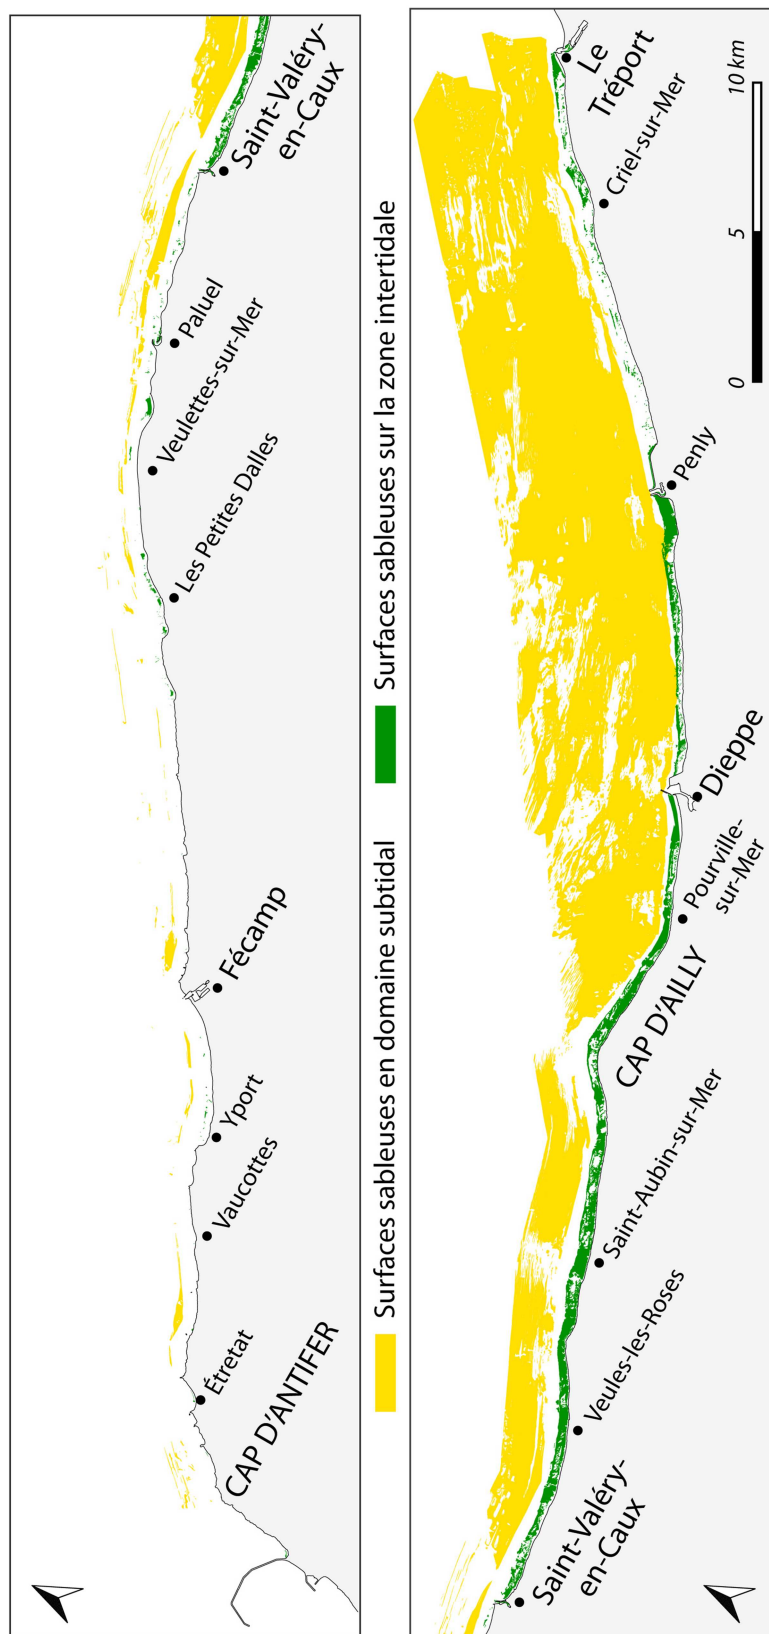 CAP D'ANTIFER
Étretat
Vaucottes
Yport
Fécamp
Les Petites Dalles
Veulettes-sur-Mer
Paluel
Saint-Valéry-
en-Caux
Surfaces sableuses en domaine subtidal
Surfaces sableuses sur la zone intertidale
Saint-Valéry-
en-Caux
Veules-les-Roses
Saint-Aubin-sur-Mer
CAP D'AILLY
Pourville-
sur-Mer
Dieppe
Penly
Criel-sur-Mer
Le
Tréport
0 5 10 km